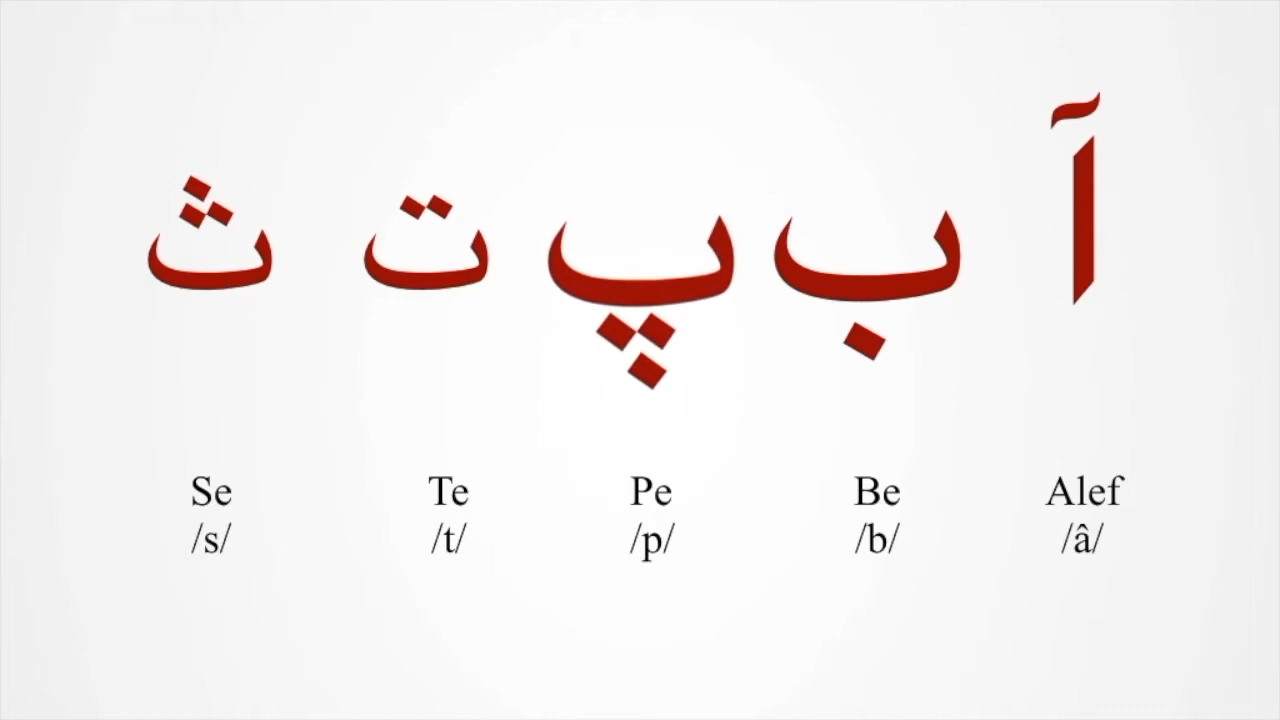 آ ب پ ت ث
Se Te Pe Be Alef
/s/ /t/ /p/ /b/ /â/